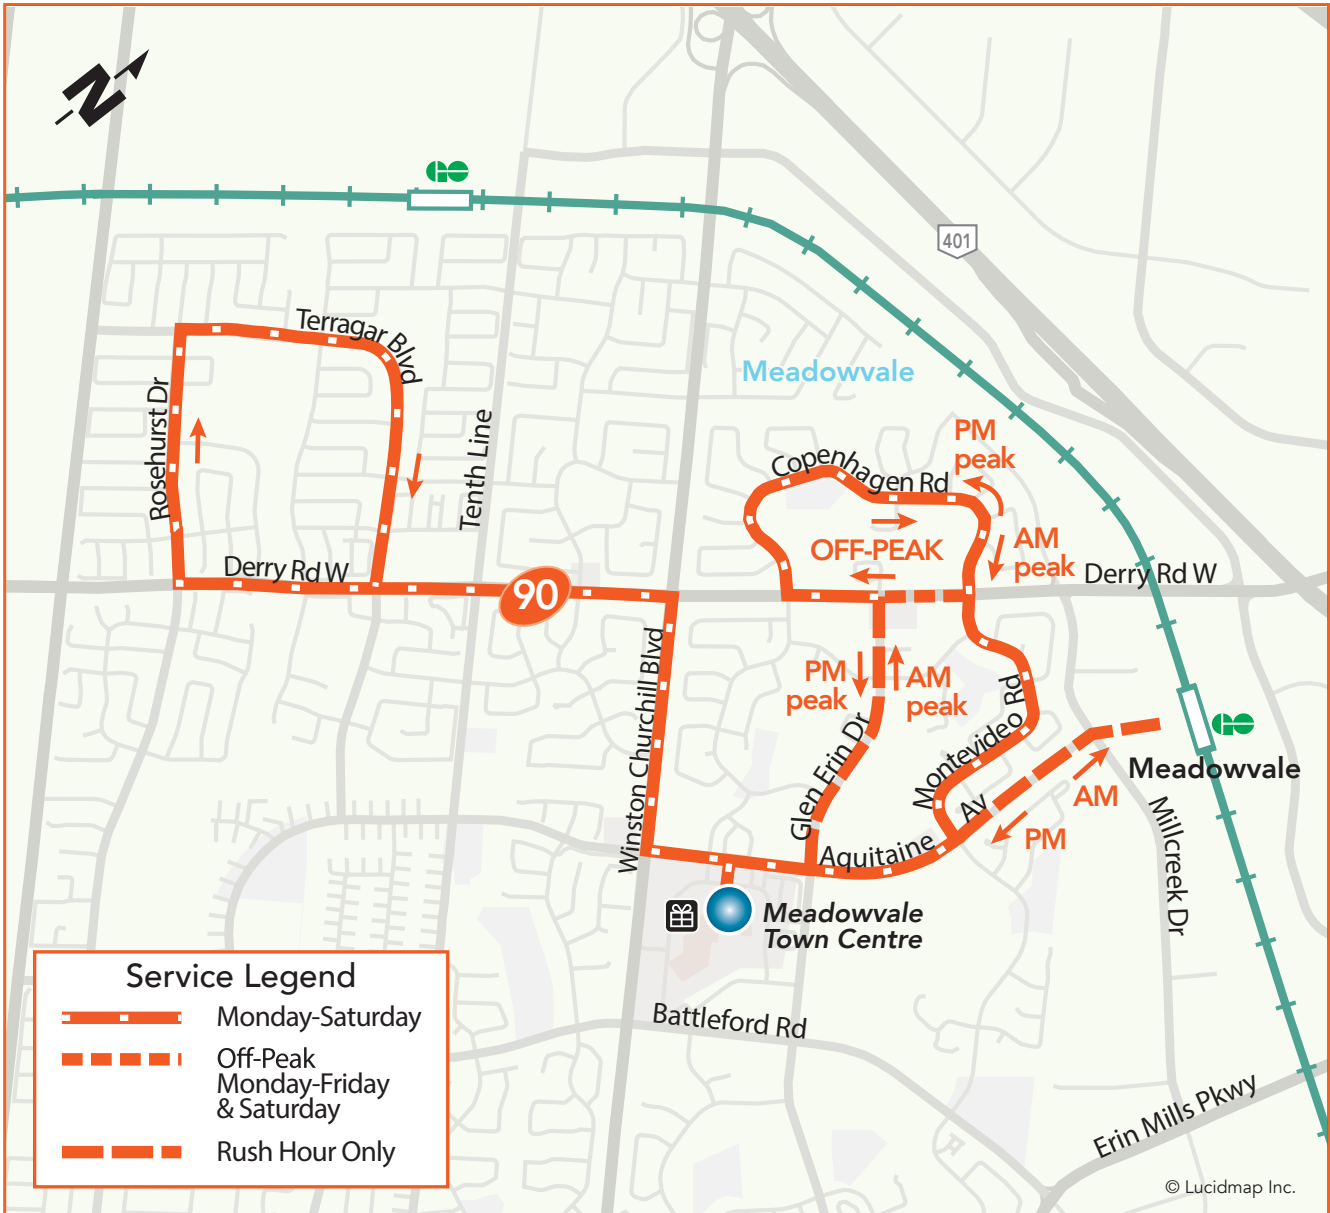 N
GO
401
Terragar Blvd
Meadowvale
Rosehurst Dr
Tenth Line
PM
peak
Copenhagen Rd
OFF-PEAK
AM
peak
Derry Rd W
Derry Rd W
90
Winston Churchill Blvd
PM
peak
AM
peak
Glen Erin Dr
Montevideo Rd
GO
Meadowvale
AM
PM
Aquitaine Av
Millcreek Dr
Meadowvale
Town Centre
Battleford Rd
Erin Mills Pkwy
Service Legend
Monday-Saturday
Off-Peak
Monday-Friday
& Saturday
Rush Hour Only
© Lucidmap Inc.